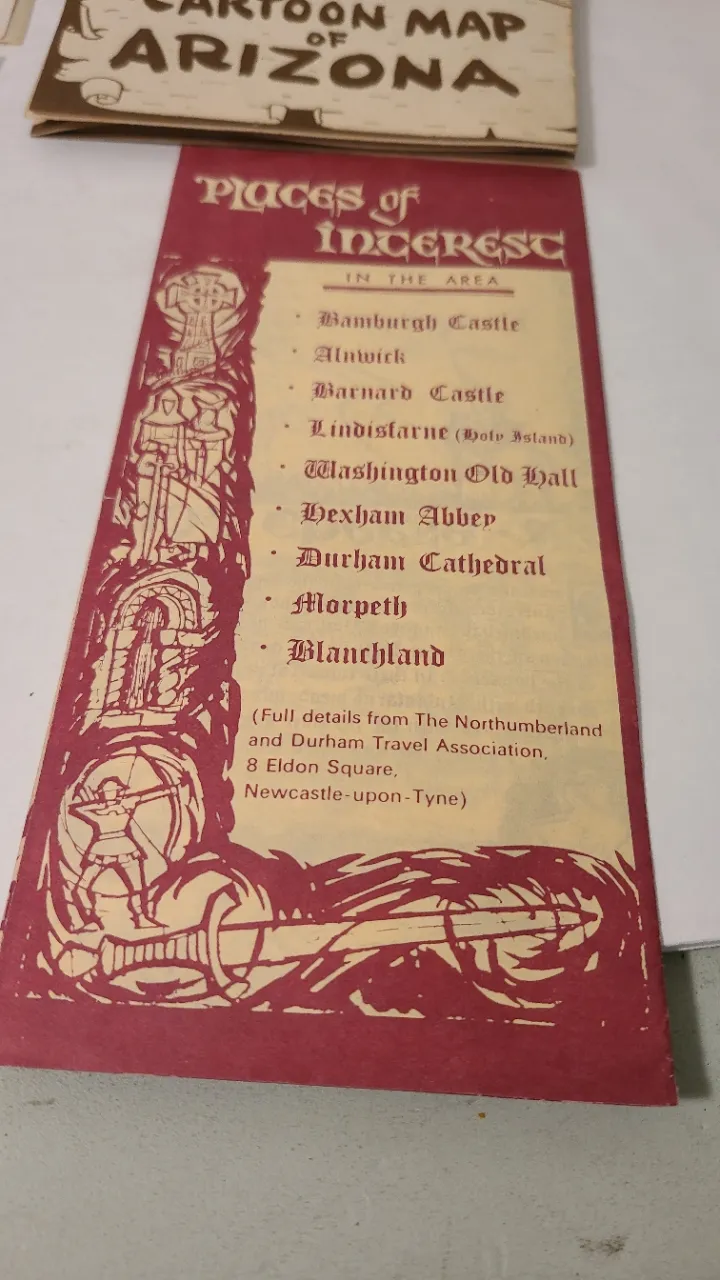 CARTOON MAP
OF
ARIZONA
PLACES OF
INTEREST
IN THE AREA
· Bamburgh Castle
· Alnwick
· Barnard Castle
· Lindisfarne (Holy Island)
· Washington Old Hall
· Hexham Abbey
· Durham Cathedral
· Morpeth
· Blanchland
(Full details from The Northumberland
and Durham Travel Association,
8 Eldon Square,
Newcastle-upon-Tyne)